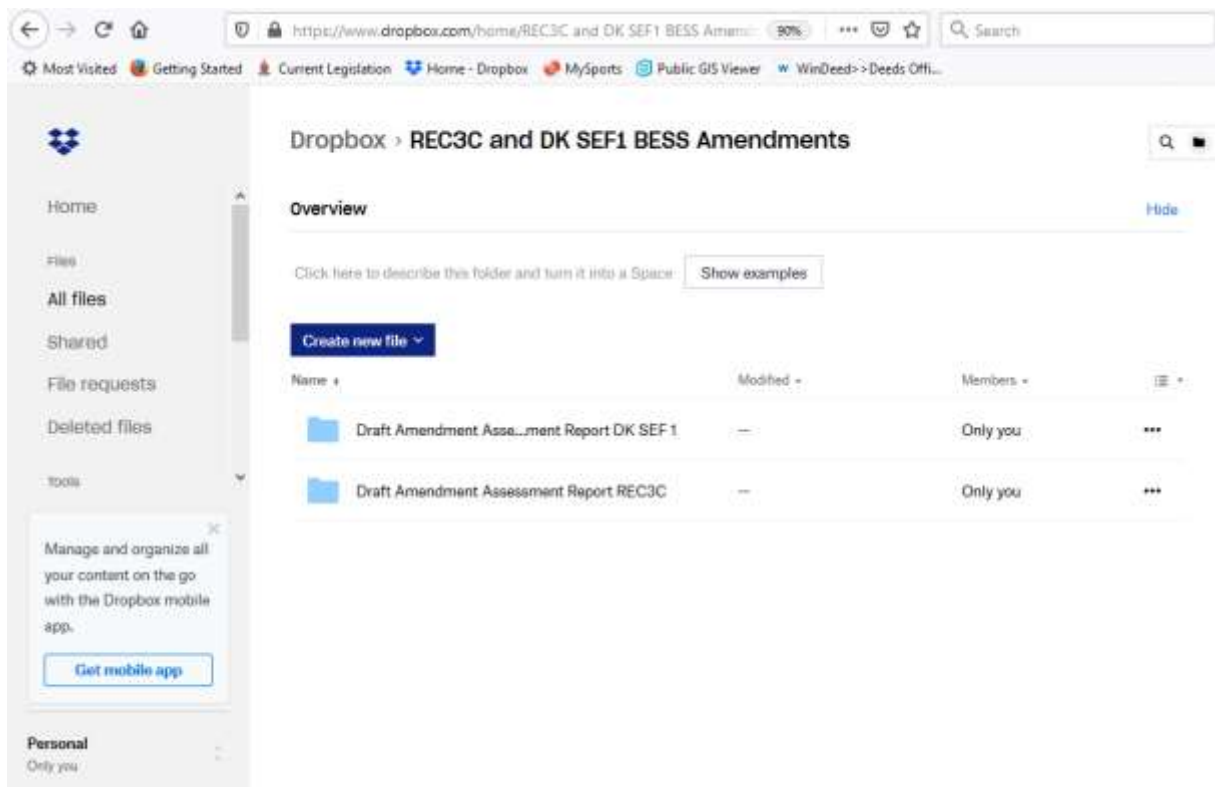 https://www.dropbox.com/home/REC3C and DK SEF1 BESS Amend
90%
Search
Most Visited Getting Started Current Legislation Home - Dropbox MySports Public GIS Viewer WinDeed>>Deeds Offi...
Dropbox › REC3C and DK SEF1 BESS Amendments
Home
Overview Hide
Files
Click here to describe this folder and turn it into a Space Show examples
All files
Shared
Create new file
File requests
Name Modified Members
Deleted files
Draft Amendment Asse...ment Report DK SEF 1 -- Only you
Tools
Draft Amendment Assessment Report REC3C -- Only you
Manage and organize all
your content on the go
with the Dropbox mobile
app.
Get mobile app
Personal
Only you